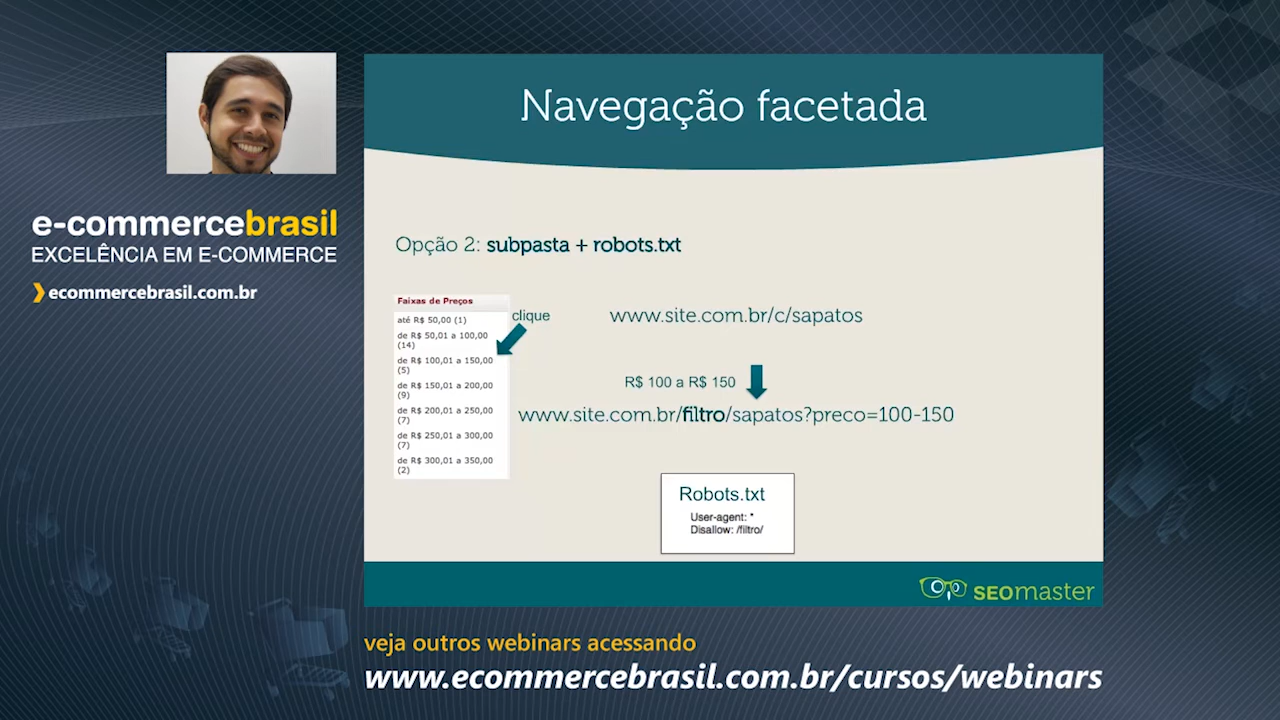 e-commercebrasil
EXCELÊNCIA EM E-COMMERCE
ecommercebrasil.com.br
Navegação facetada
Opção 2: subpasta + robots.txt
Faixas de Preços
até R$ 50,00 (1)
de R$ 50,01 a 100,00
(14)
de R$ 100,01 a 150,00
(5)
de R$ 150,01 a 200,00
(9)
de R$ 200,01 a 250,00
(7)
de R$ 250,01 a 300,00
(7)
de R$ 300,01 a 350,00
(2)
clique
www.site.com.br/c/sapatos
R$ 100 a R$ 150
www.site.com.br/filtro/sapatos?preco=100-150
Robots.txt
User-agent: *
Disallow: /filtro/
SEOmaster
veja outros webinars acessando
www.ecommercebrasil.com.br/cursos/webinars